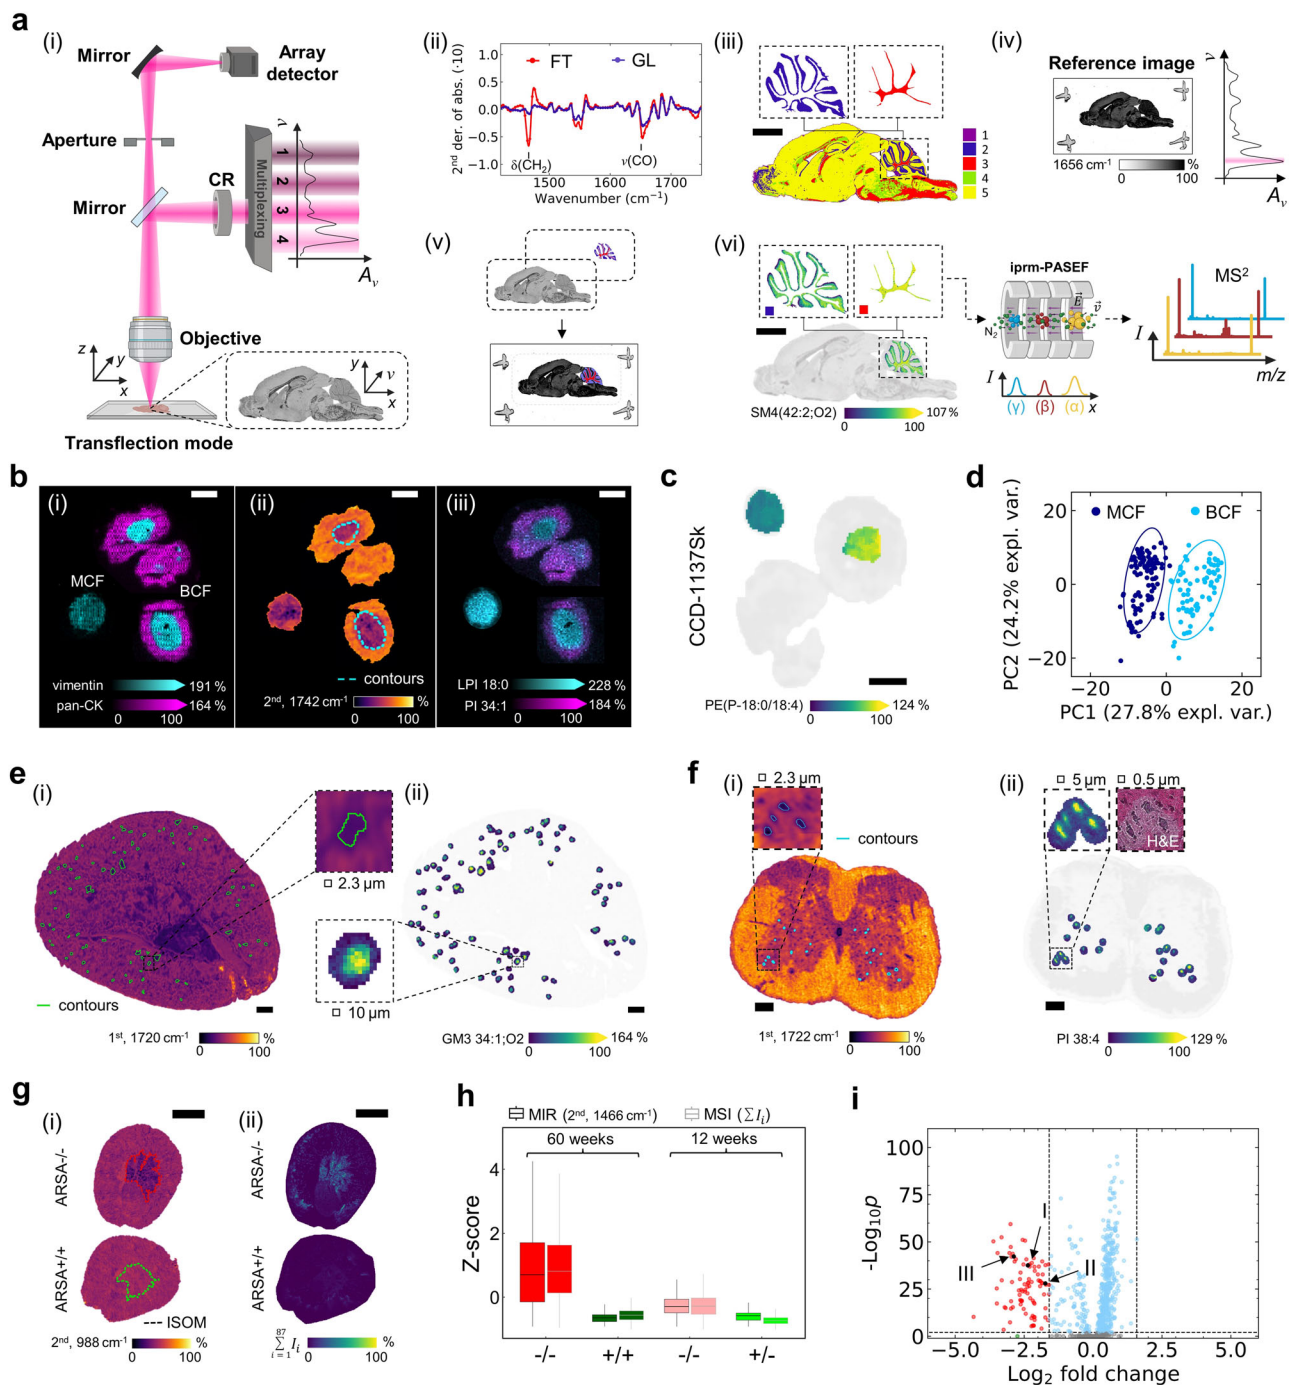 a
(i)
Mirror
Array
detector
Aperture
Mirror
CR
Multiplexing
ν
1
2
3
4
A_ν
Objective
z
y
x
y
ν
x
Transflection mode
(ii)
2nd der. of abs. (·10)
1.0
0.5
0.0
−0.5
−1.0
FT
GL
δ(CH2)
ν(CO)
1500
1600
1700
Wavenumber (cm−1)
(iii)
1
2
3
4
5
(iv)
Reference image
1656 cm−1
0
100
%
ν
A_ν
(v)
(vi)
SM4(42:2;O2)
107 %
0
100
iprm-PASEF
N2
E
v
I
(γ)
(β)
(α)
x
MS2
I
m/z
b
(i)
MCF
BCF
vimentin
191 %
pan-CK
164 %
0
100
(ii)
contours
2nd, 1742 cm−1
%
0
100
(iii)
LPI 18:0
228 %
PI 34:1
184 %
0
100
c
CCD-1137Sk
PE(P-18:0/18:4)
124 %
0
100
d
MCF
BCF
PC2 (24.2% expl. var.)
20
0
−20
−20
0
20
PC1 (27.8% expl. var.)
e
(i)
contours
1st, 1720 cm−1
%
0
100
2.3 μm
10 μm
(ii)
GM3 34:1;O2
164 %
0
100
f
(i)
2.3 μm
contours
1st, 1722 cm−1
%
0
100
(ii)
5 μm
0.5 μm
H&E
PI 38:4
129 %
0
100
g
(i)
ARSA-/-
ARSA+/+
ISOM
2nd, 988 cm−1
%
0
100
(ii)
ARSA-/-
ARSA+/+
87
∑ I_i
i = 1
%
0
100
h
MIR (2nd, 1466 cm−1)
MSI (∑I_i)
60 weeks
12 weeks
Z-score
4
2
0
-/-
+/+
-/-
+/-
i
-Log10p
100
75
50
25
0
I
II
III
−5.0
−2.5
0.0
2.5
5.0
Log2 fold change